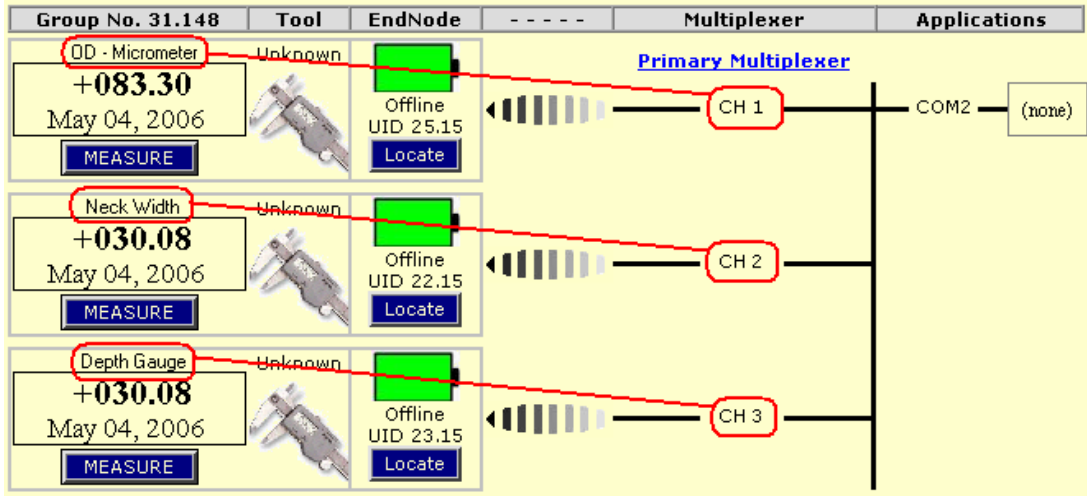 Group No. 31.148 Tool EndNode - - - - - Multiplexer Applications
OD - Micrometer Unknown
Primary Multiplexer
+083.30
May 04, 2006
MEASURE
Offline
UID 25.15
Locate
CH 1
COM2
(none)
Neck Width Unknown
+030.08
May 04, 2006
MEASURE
Offline
UID 22.15
Locate
CH 2
Depth Gauge Unknown
+030.08
May 04, 2006
MEASURE
Offline
UID 23.15
Locate
CH 3